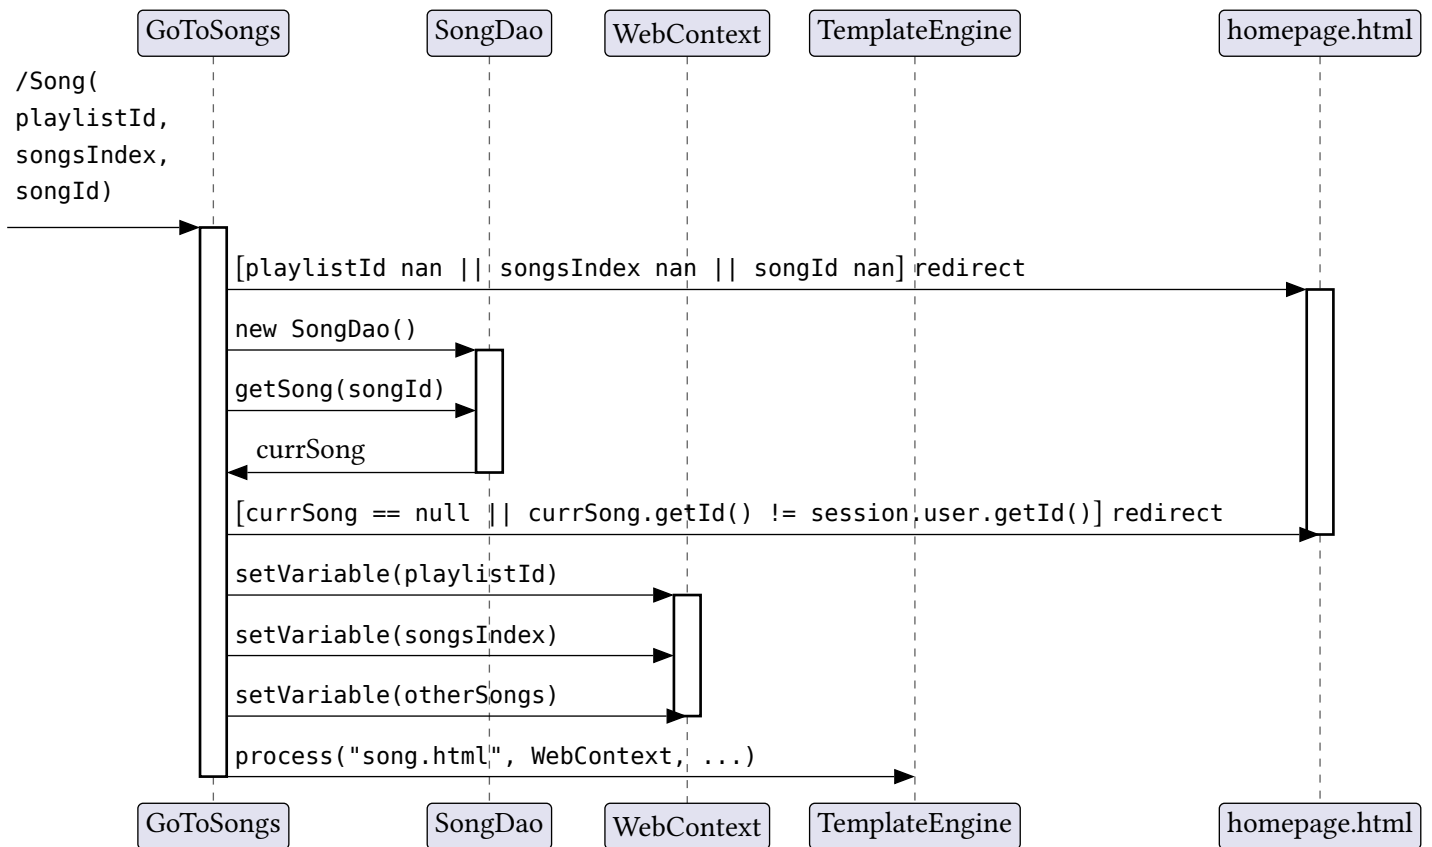 GoToSongs SongDao WebContext TemplateEngine homepage.html
/Song(
playlistId,
songsIndex,
songId)
[playlistId nan || songsIndex nan || songId nan] redirect
new SongDao()
getSong(songId)
currSong
[currSong == null || currSong.getId() != session.user.getId()] redirect
setVariable(playlistId)
setVariable(songsIndex)
setVariable(otherSongs)
process("song.html", WebContext, ...)
GoToSongs SongDao WebContext TemplateEngine homepage.html